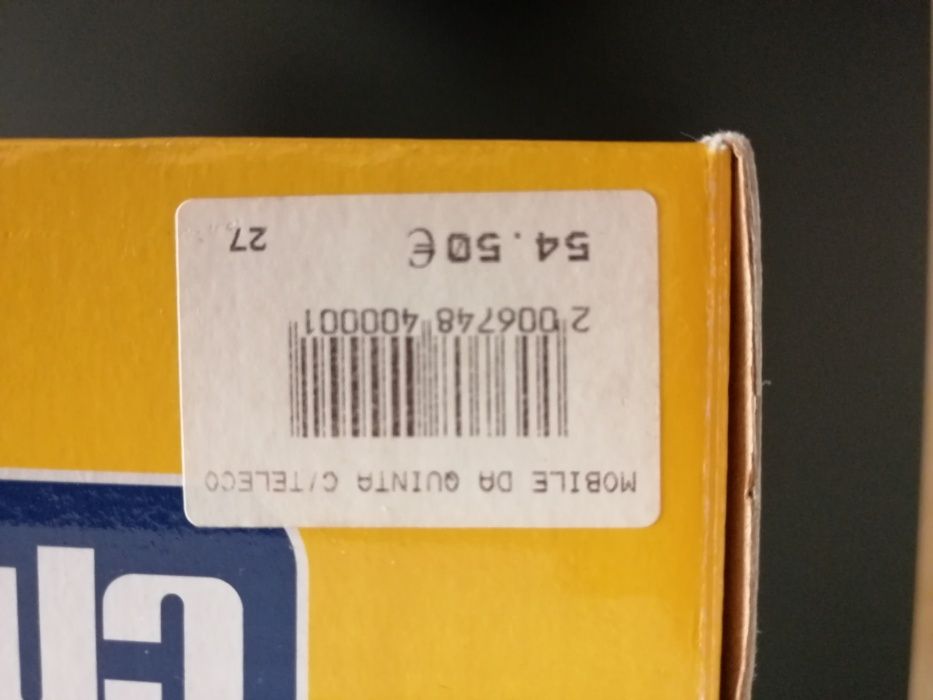 MOBILE DA QUINTA C/TELECO
2 006748 400001
54.50€ 27